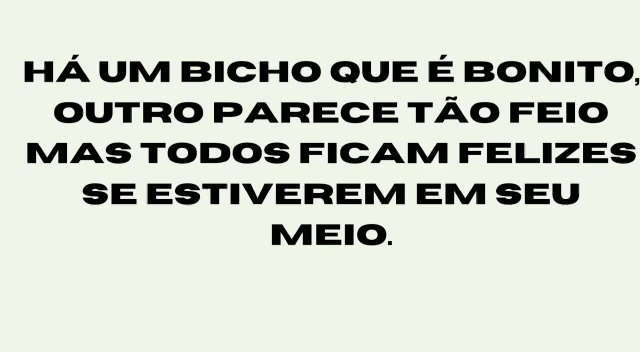 HÁ UM BICHO QUE É BONITO,
OUTRO PARECE TÃO FEIO
MAS TODOS FICAM FELIZES
SE ESTIVEREM EM SEU
MEIO.